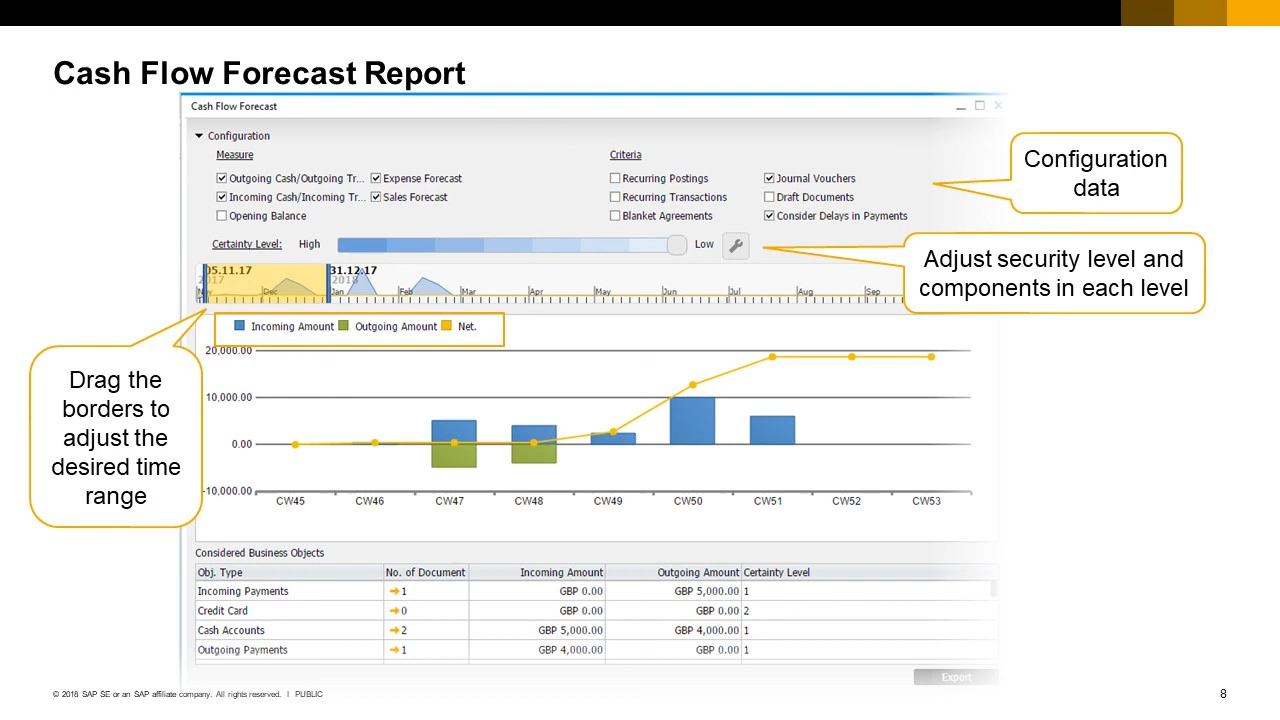 Cash Flow Forecast Report
Cash Flow Forecast
Configuration
Measure
Criteria
Outgoing Cash/Outgoing Tr... Expense Forecast
Recurring Postings Journal Vouchers
Incoming Cash/Incoming Tr... Sales Forecast
Recurring Transactions Draft Documents
Opening Balance
Blanket Agreements Consider Delays in Payments
Certainty Level: High Low
Configuration
data
Adjust security level and
components in each level
05.11.17 31.12.17
2017 2018
Nov Dec Jan Feb Mar Apr May Jun Jul Aug Sep
Incoming Amount Outgoing Amount Net.
Drag the
borders to
adjust the
desired time
range
20,000.00
10,000.00
0.00
-10,000.00
CW45 CW46 CW47 CW48 CW49 CW50 CW51 CW52 CW53
Considered Business Objects
Obj. Type No. of Document Incoming Amount Outgoing Amount Certainty Level
Incoming Payments 1 GBP 0.00 GBP 5,000.00 1
Credit Card 0 GBP 0.00 GBP 0.00 2
Cash Accounts 2 GBP 5,000.00 GBP 4,000.00 1
Outgoing Payments 1 GBP 4,000.00 GBP 0.00 1
Export
© 2018 SAP SE or an SAP affiliate company. All rights reserved. I PUBLIC
8